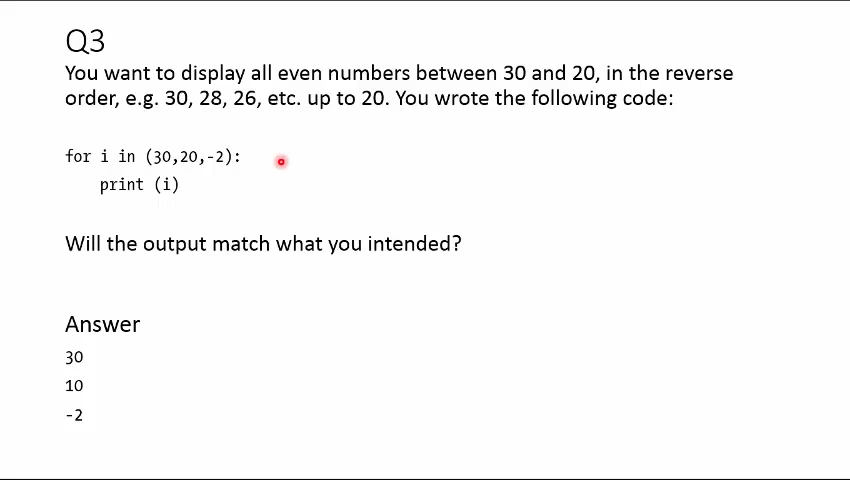 Q3
You want to display all even numbers between 30 and 20, in the reverse
order, e.g. 30, 28, 26, etc. up to 20. You wrote the following code:
for i in (30,20,-2):
    print (i)
Will the output match what you intended?
Answer
30
10
-2